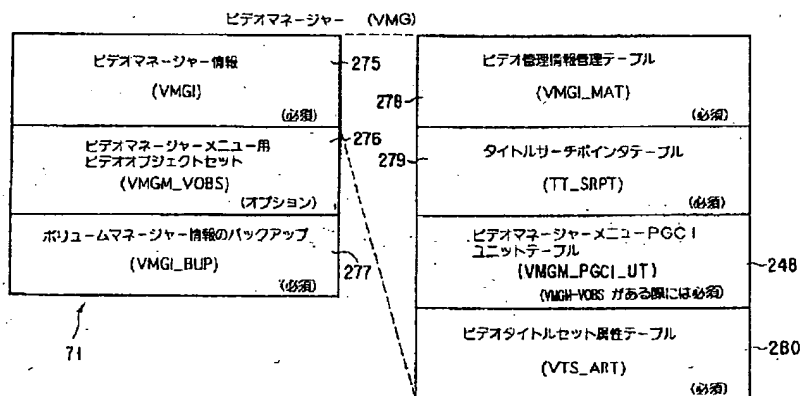 ビデオマネージャー (VMG)
ビデオマネージャー情報
(VMGI)
(必須)
275
ビデオマネージャーメニュー用
ビデオオブジェクトセット
(VMGM_VOBS)
(オプション)
276
ボリュームマネージャー情報のバックアップ
(VMGI_BUP)
(必須)
277
71
ビデオ管理情報管理テーブル
(VMGI_MAT)
(必須)
278
タイトルサーチポインタテーブル
(TT_SRPT)
(必須)
279
ビデオマネージャーメニューPGCI
ユニットテーブル
(VMGM_PGCI_UT)
(VMGM-VOBS がある際には必須)
248
ビデオタイトルセット属性テーブル
(VTS_ART)
(必須)
280